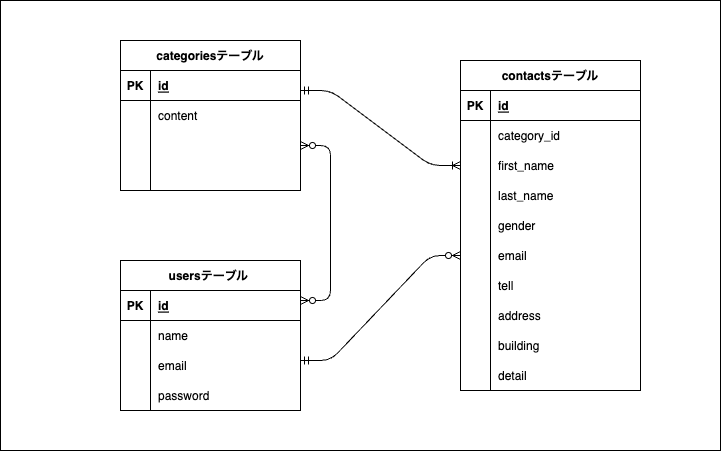 categoriesテーブル
PK id
content
usersテーブル
PK id
name
email
password
contactsテーブル
PK id
category_id
first_name
last_name
gender
email
tell
address
building
detail